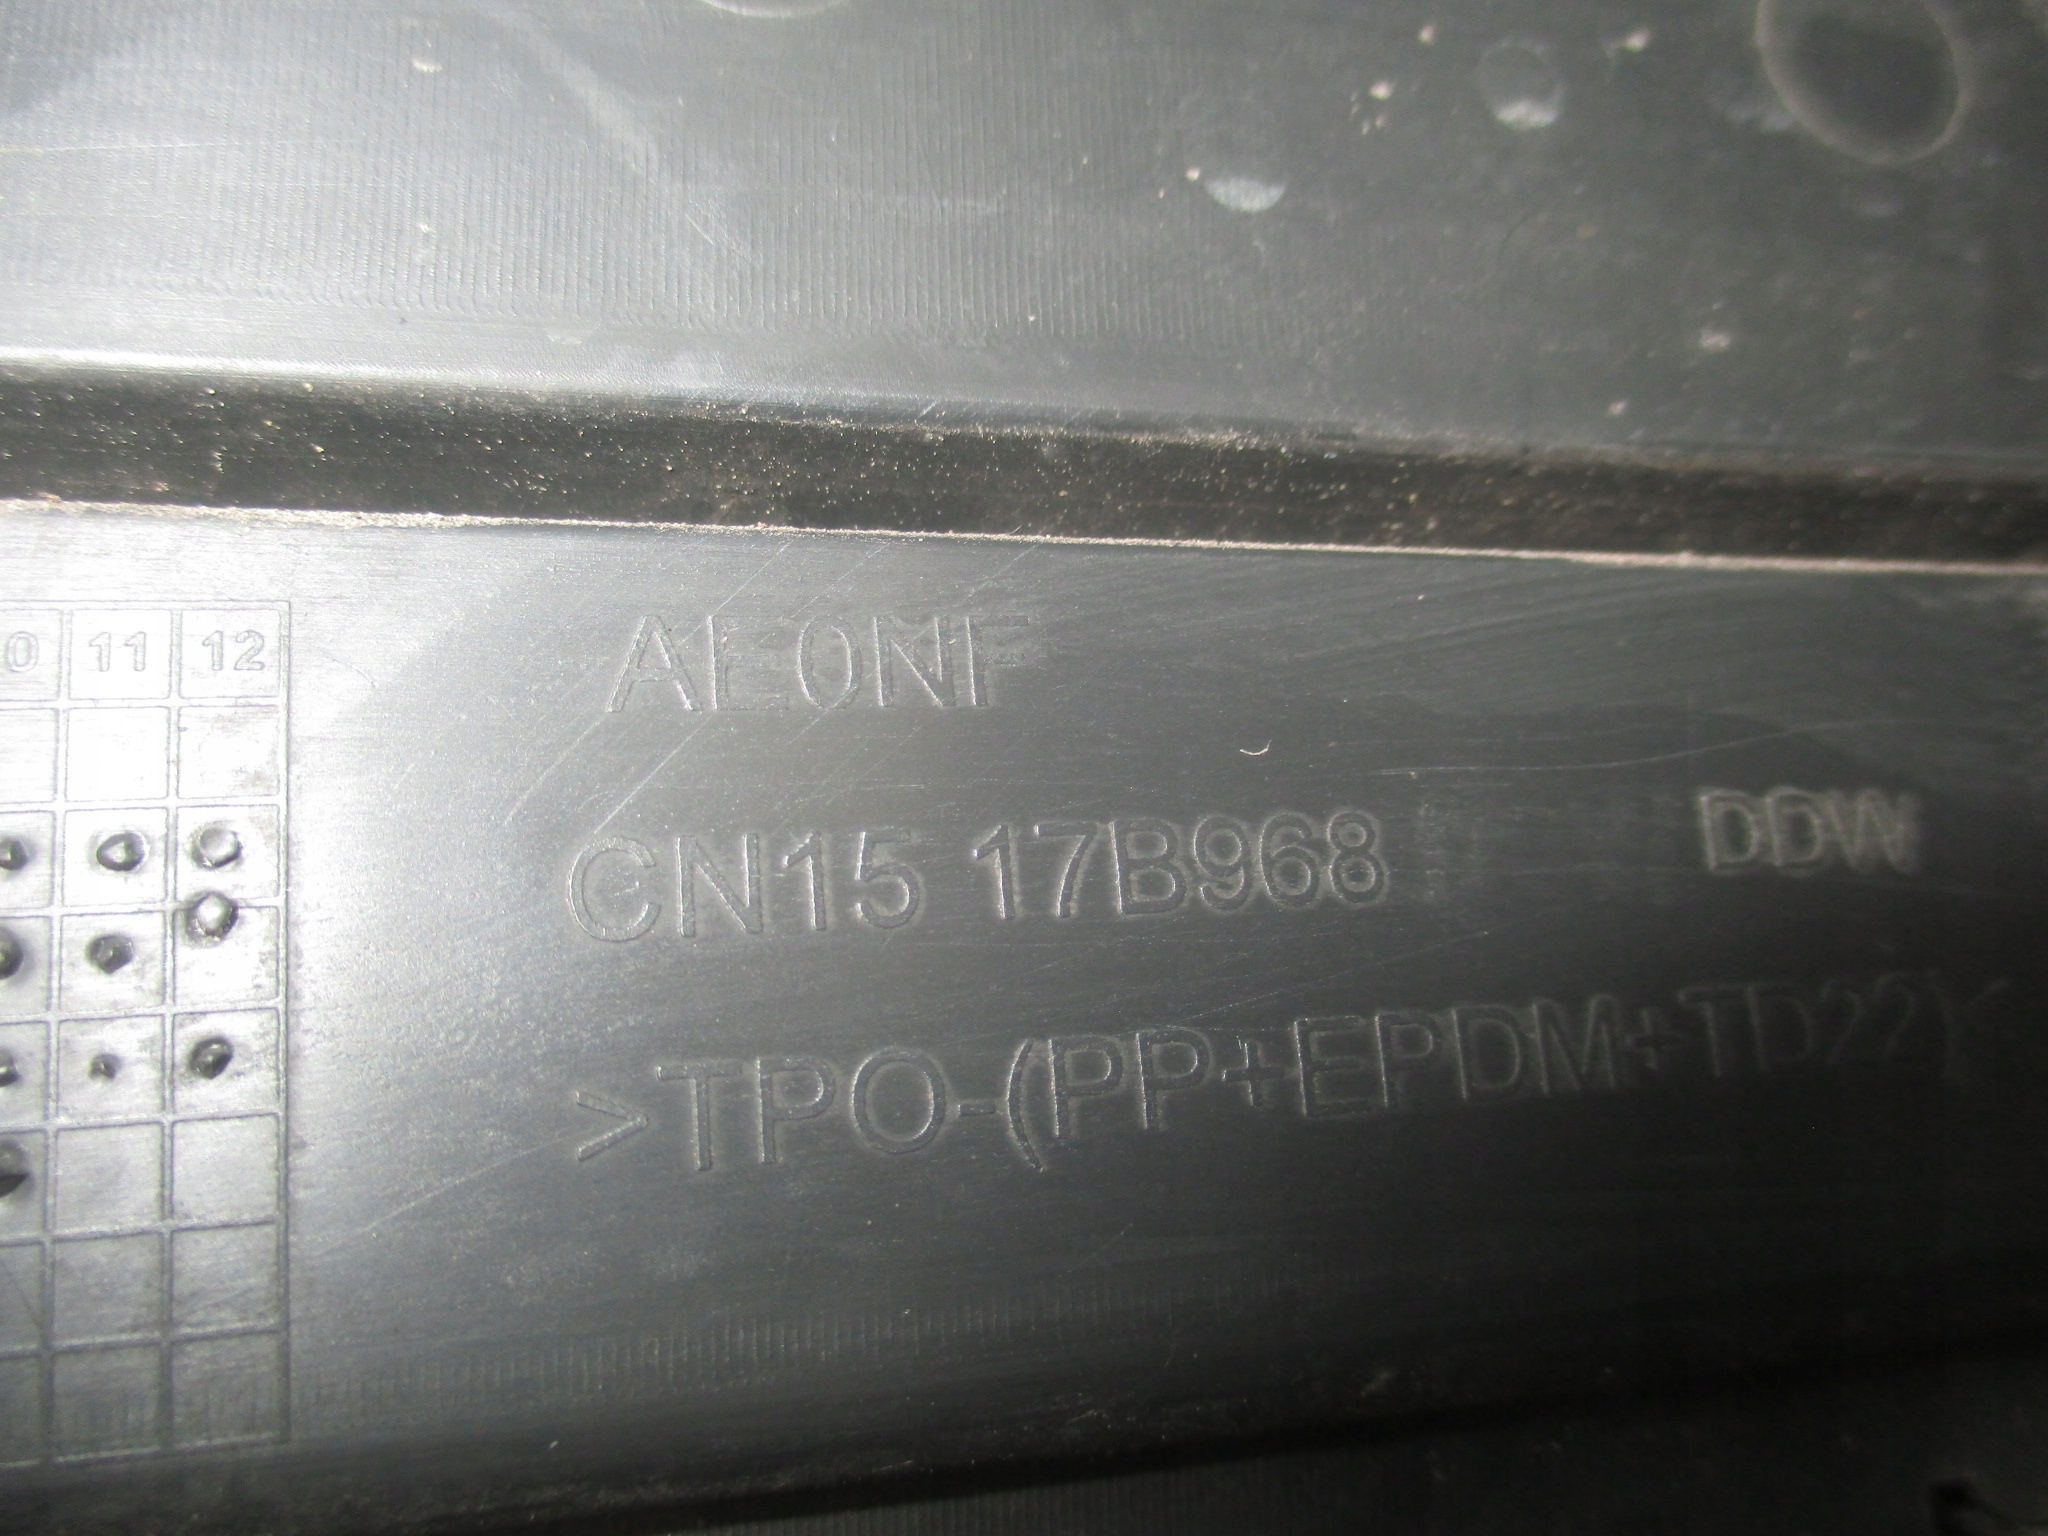 0 11 12
AE0NF
CN15 17B968 DDW
>TPO-(PP+EPDM+TD22)<